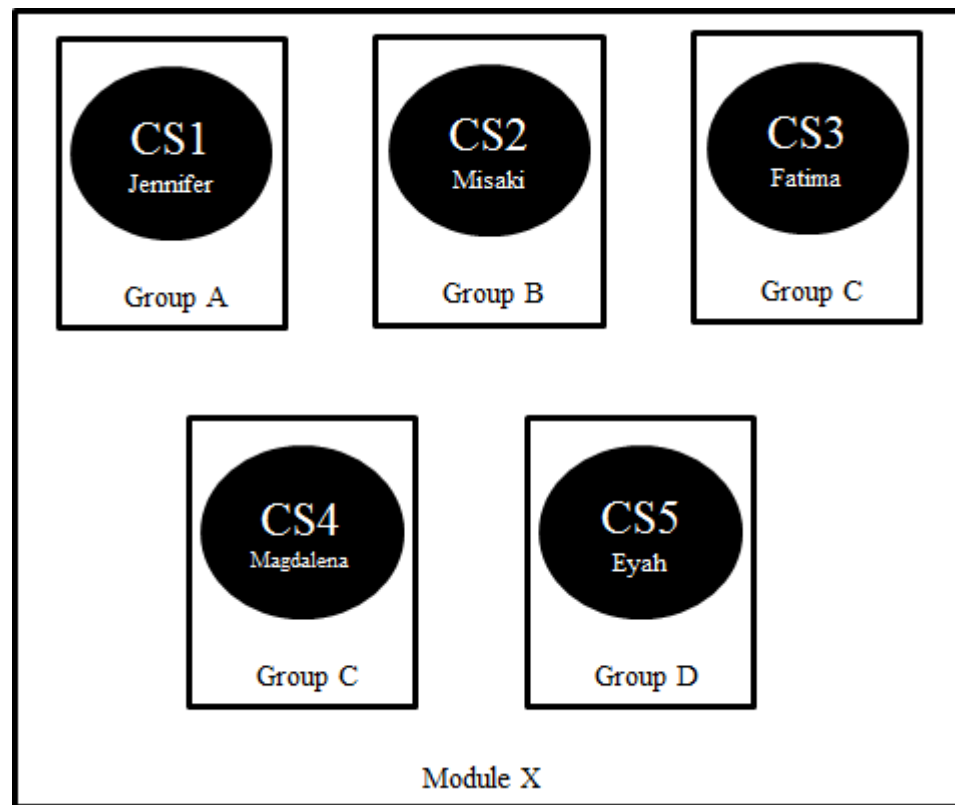 CS1
Jennifer
Group A
CS2
Misaki
Group B
CS3
Fatima
Group C
CS4
Magdalena
Group C
CS5
Eyah
Group D
Module X